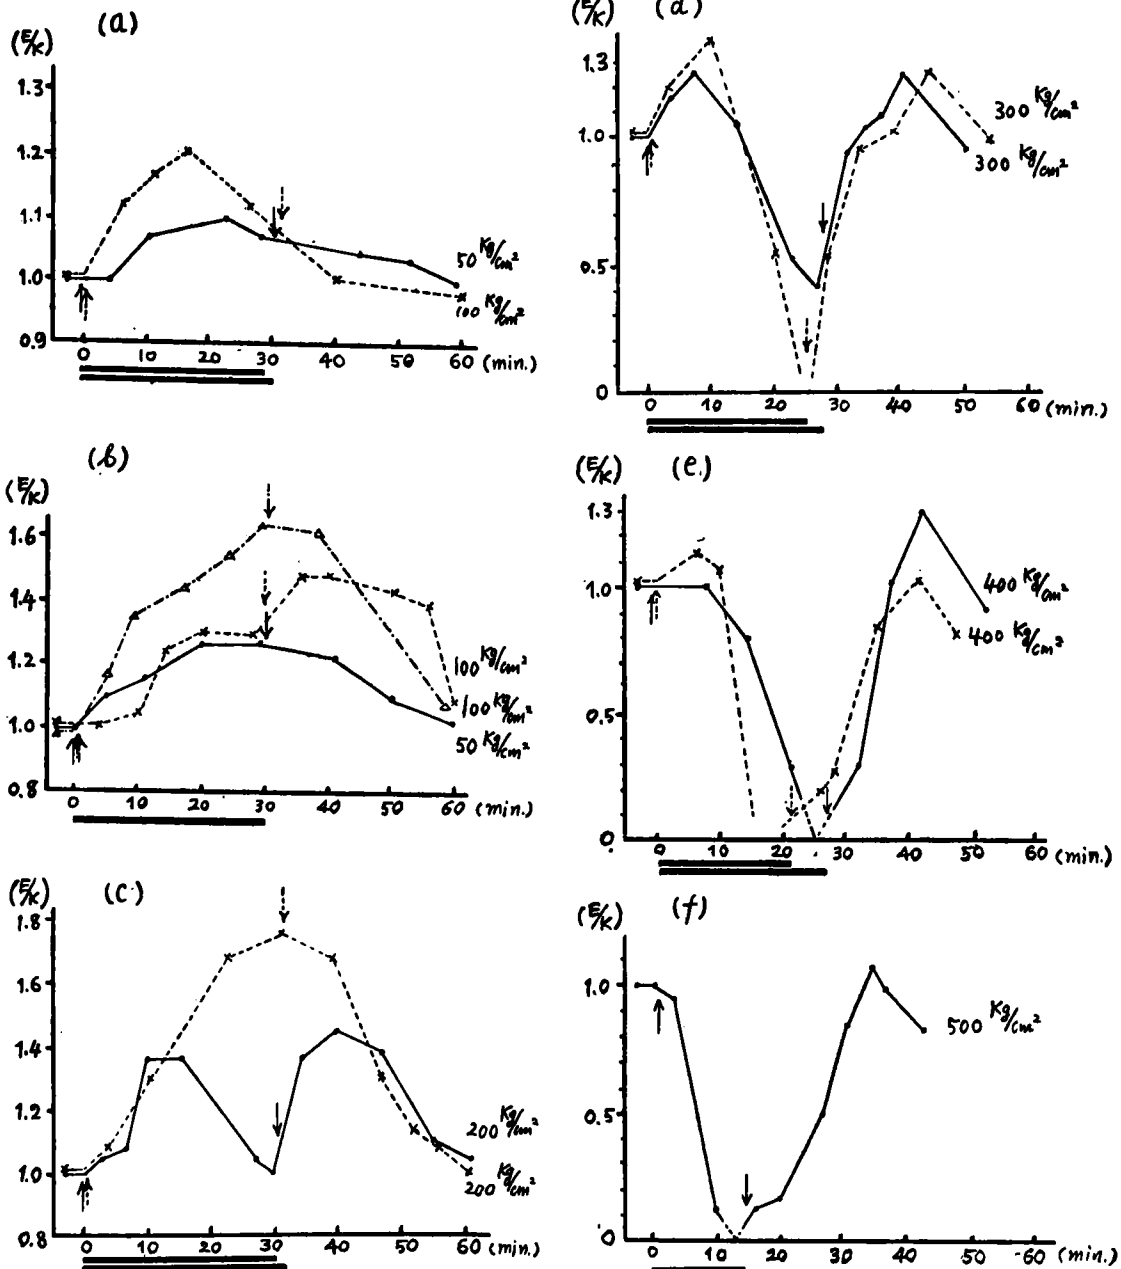 (a)
(E/K)
1.3
1.2
1.1
1.0
0.9
50 Kg/cm²
100 Kg/cm²
0 10 20 30 40 50 60 (min.)
(b)
(E/K)
1.6
1.4
1.2
1.0
0.8
100 Kg/cm²
100 Kg/cm²
50 Kg/cm²
0 10 20 30 40 50 60 (min.)
(c)
(E/K)
1.8
1.6
1.4
1.2
1.0
0.8
200 Kg/cm²
200 Kg/cm²
0 10 20 30 40 50 60 (min.)
(d)
(E/K)
1.3
1.0
0.5
0
300 Kg/cm²
300 Kg/cm²
0 10 20 30 40 50 60 (min.)
(e.)
(E/K)
1.3
1.0
0.5
0
400 Kg/cm²
400 Kg/cm²
0 10 20 30 40 50 60 (min.)
(f)
(E/K)
1.0
0.5
0
500 Kg/cm²
0 10 20 30 40 50 60 (min.)